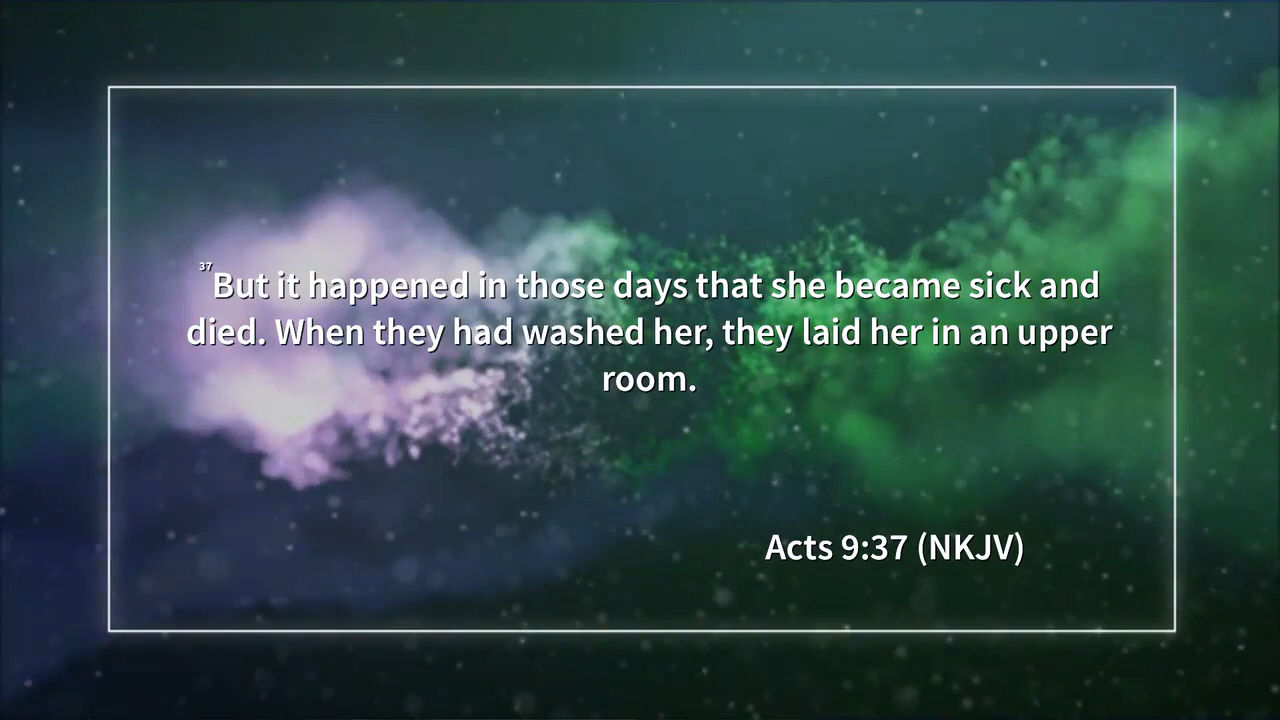 37But it happened in those days that she became sick and
died. When they had washed her, they laid her in an upper
room.
Acts 9:37 (NKJV)